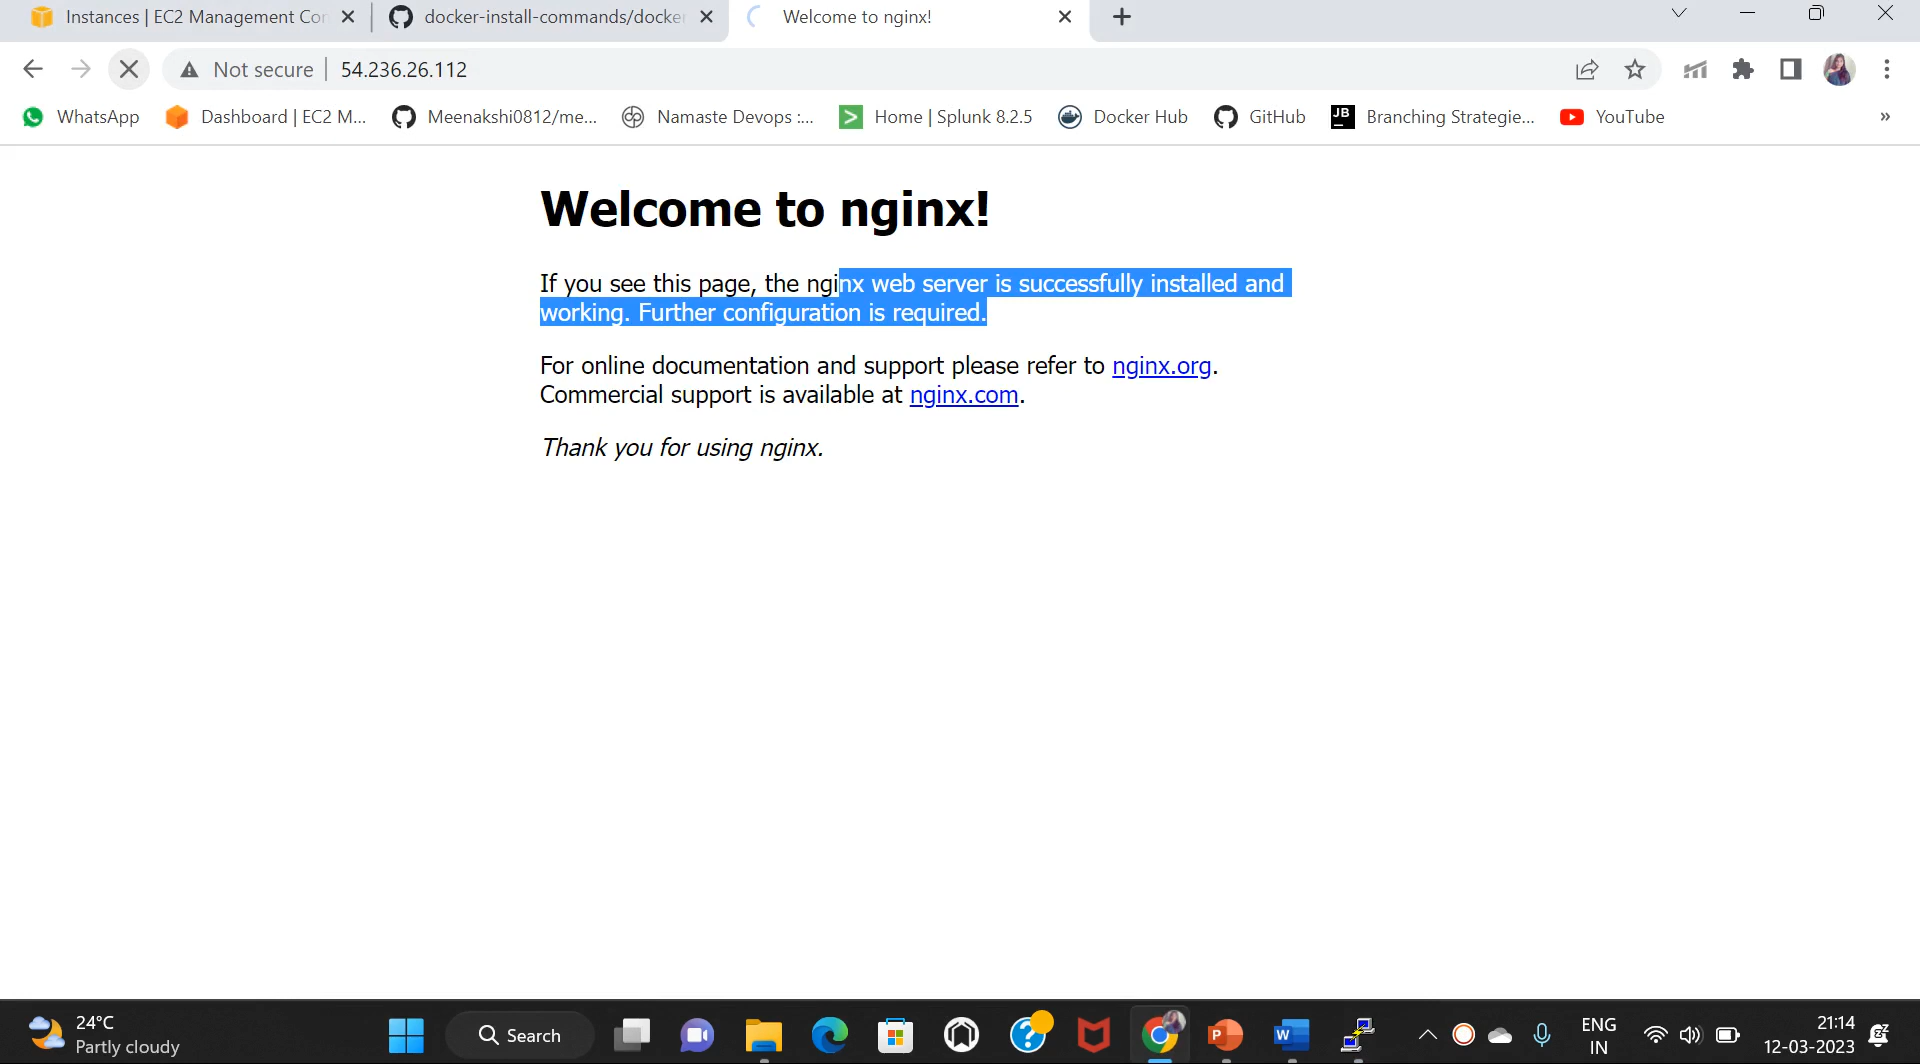 Instances | EC2 Management Con
docker-install-commands/docker
Welcome to nginx!
Not secure
54.236.26.112
WhatsApp
Dashboard | EC2 M...
Meenakshi0812/me...
Namaste Devops :...
Home | Splunk 8.2.5
Docker Hub
GitHub
JB
Branching Strategie...
YouTube
»
Welcome to nginx!
If you see this page, the nginx web server is successfully installed and
working. Further configuration is required.
For online documentation and support please refer to nginx.org.
Commercial support is available at nginx.com.
Thank you for using nginx.
24°C
Partly cloudy
Search
ENG
IN
21:14
12-03-2023